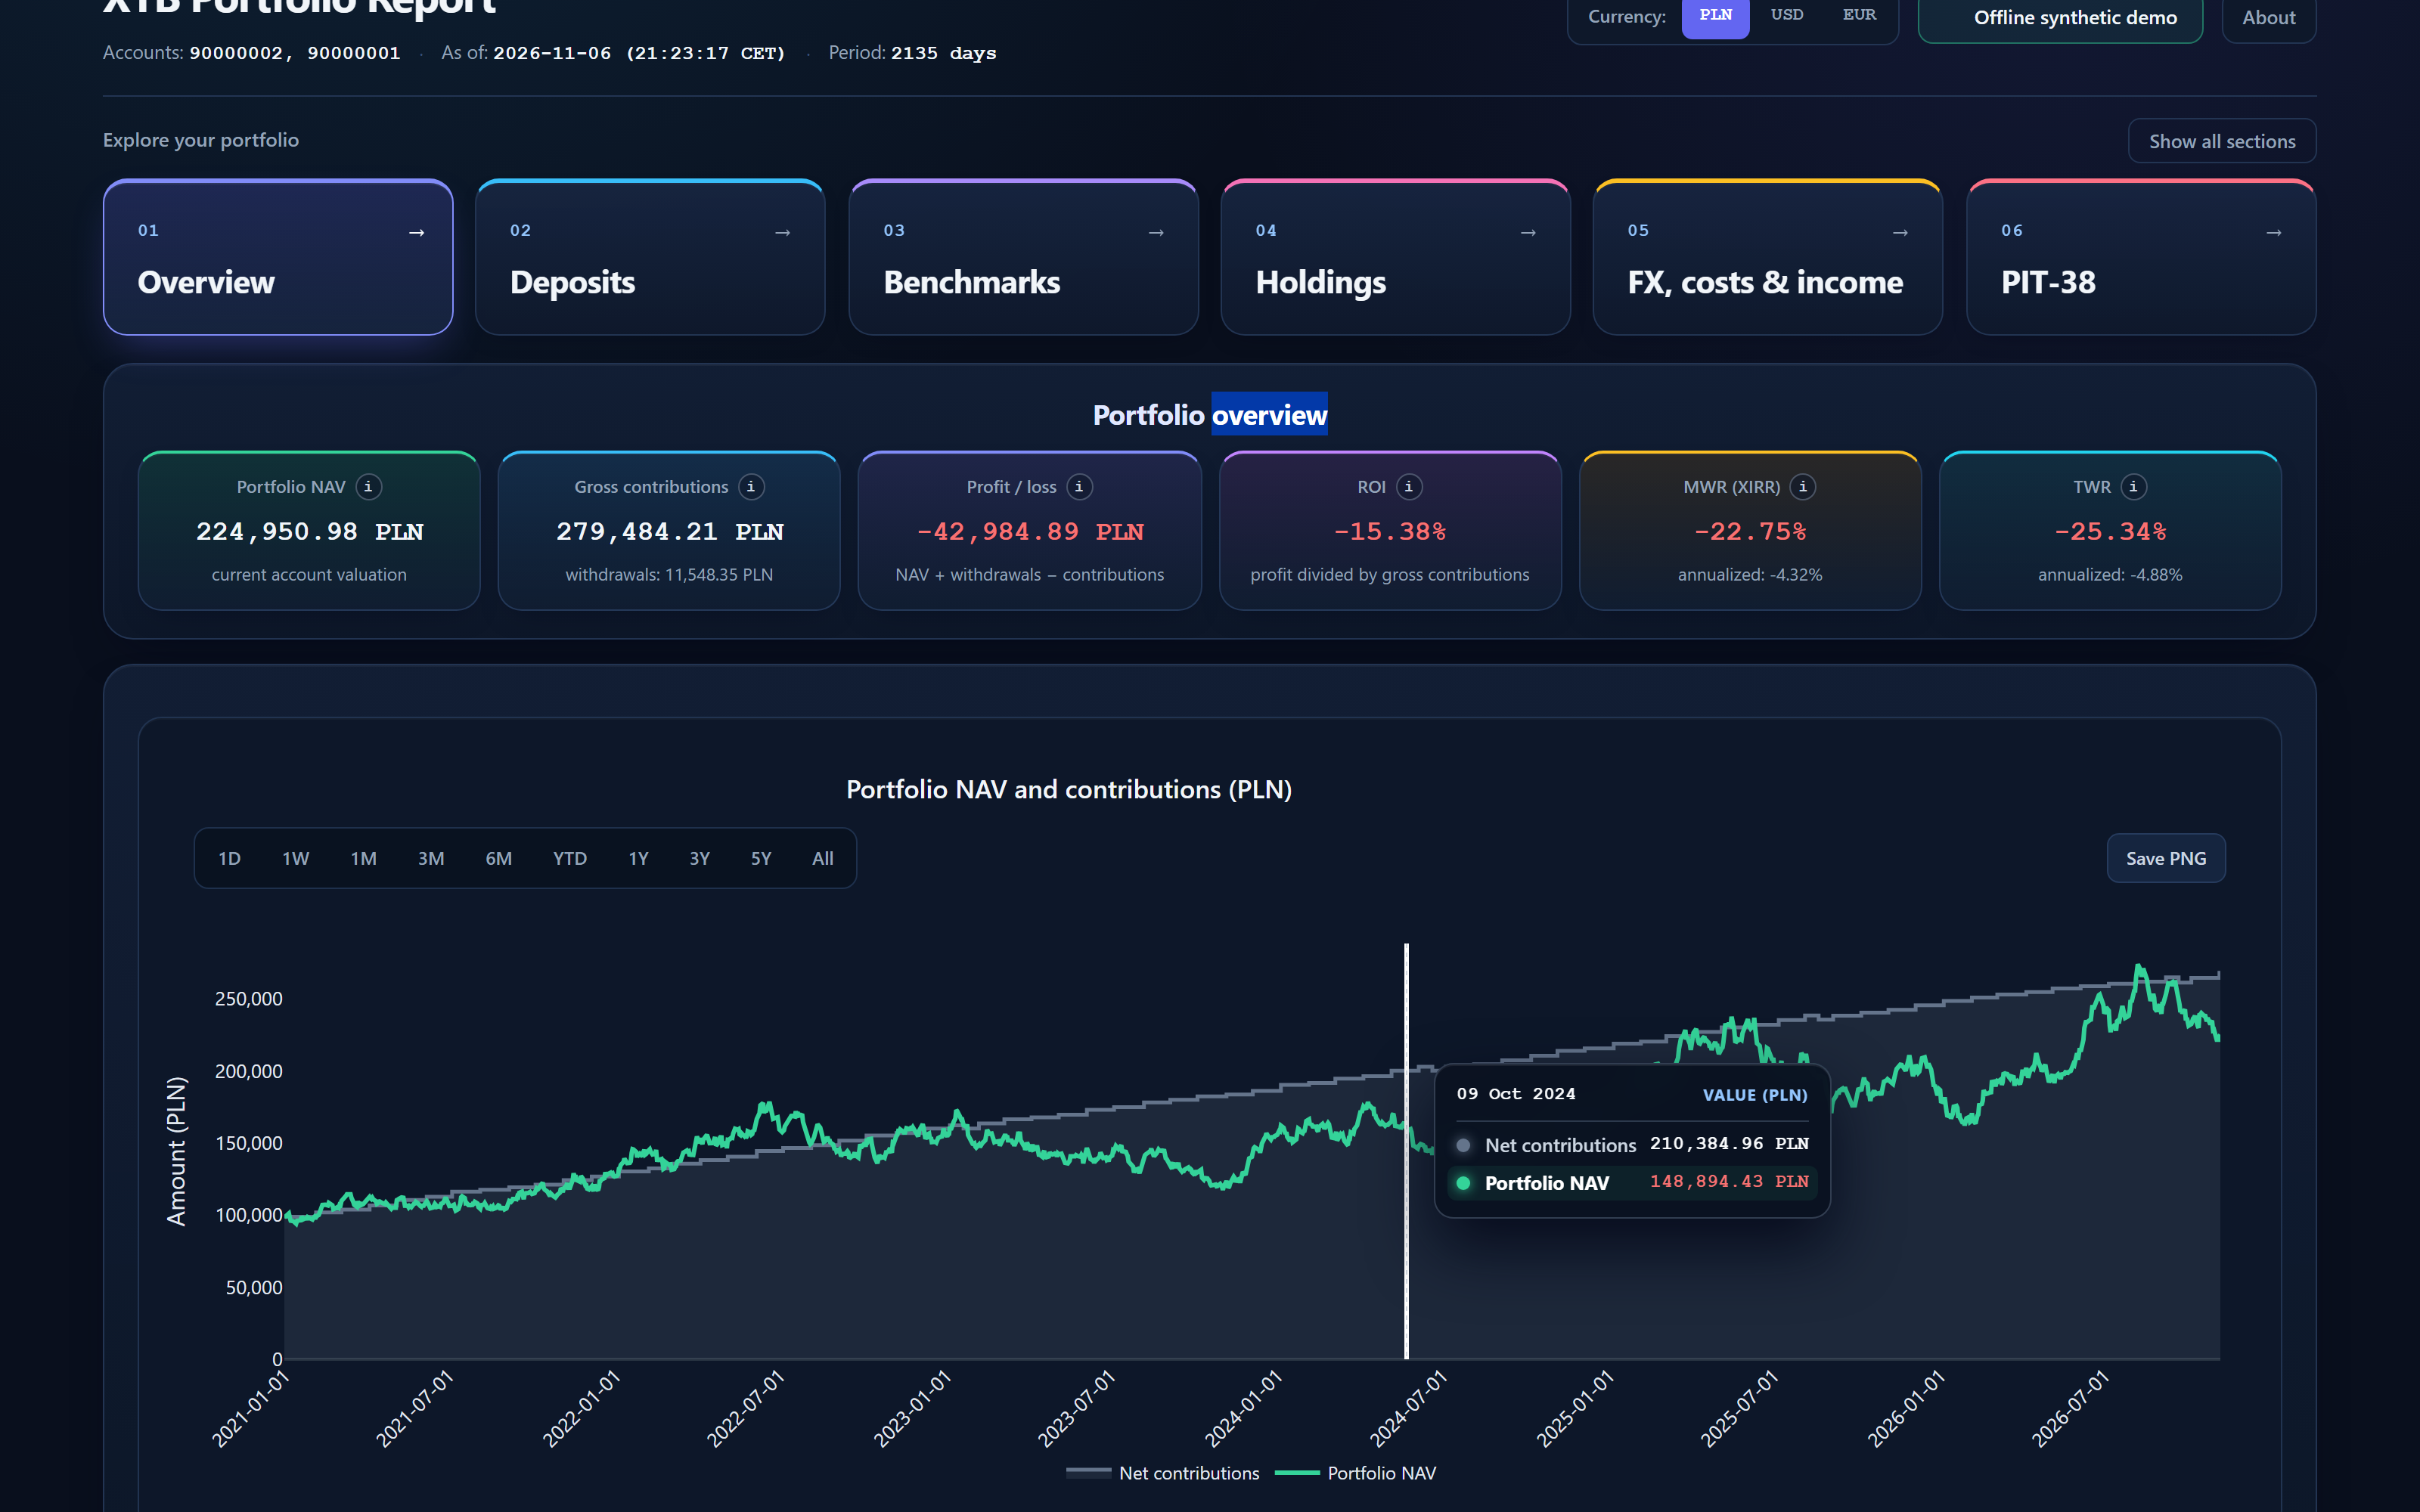 XTB Portfolio Report
Currency: PLN USD EUR
Offline synthetic demo
About
Accounts: 90000002, 90000001 · As of: 2026-11-06 (21:23:17 CET) · Period: 2135 days
Explore your portfolio
Show all sections
01 →
Overview
02 →
Deposits
03 →
Benchmarks
04 →
Holdings
05 →
FX, costs & income
06 →
PIT-38
Portfolio overview
Portfolio NAV i
224,950.98 PLN
current account valuation
Gross contributions i
279,484.21 PLN
withdrawals: 11,548.35 PLN
Profit / loss i
-42,984.89 PLN
NAV + withdrawals − contributions
ROI i
-15.38%
profit divided by gross contributions
MWR (XIRR) i
-22.75%
annualized: -4.32%
TWR i
-25.34%
annualized: -4.88%
Portfolio NAV and contributions (PLN)
1D 1W 1M 3M 6M YTD 1Y 3Y 5Y All
Save PNG
Amount (PLN)
250,000
200,000
150,000
100,000
50,000
0
09 Oct 2024 VALUE (PLN)
Net contributions 210,384.96 PLN
Portfolio NAV 148,894.43 PLN
2021-01-01
2021-07-01
2022-01-01
2022-07-01
2023-01-01
2023-07-01
2024-01-01
2024-07-01
2025-01-01
2025-07-01
2026-01-01
2026-07-01
Net contributions Portfolio NAV